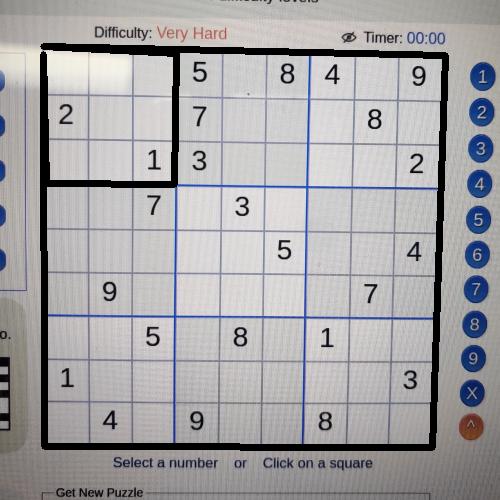 Difficulty: Very Hard Timer: 00:00
5 8 4 9 1
2 7 8 2
1 3 2 3
4
7 3 5
5 4 6
9 7 7
5 8 1 8
o. 9
1 3 X
4 9 8 ^
Select a number or Click on a square
Get New Puzzle